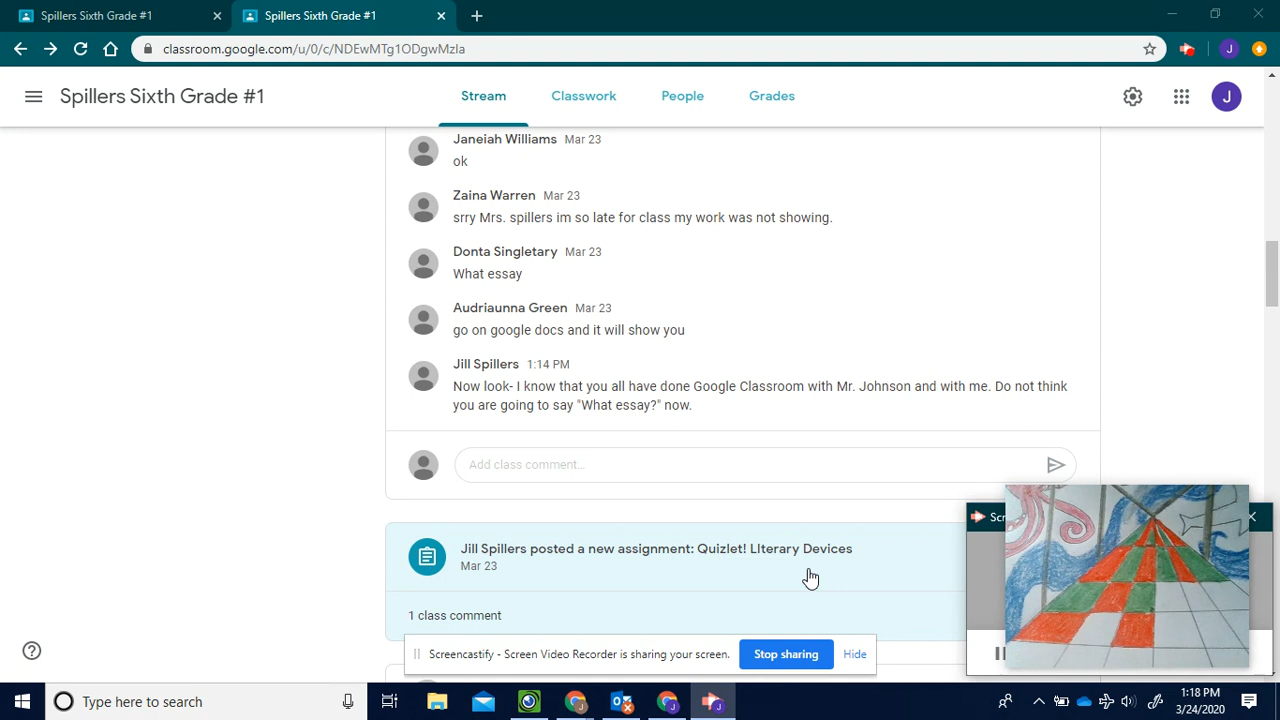 Spillers Sixth Grade #1
Spillers Sixth Grade #1
classroom.google.com/u/0/c/NDEwMTg1ODgwMzla
J
Spillers Sixth Grade #1
Stream
Classwork
People
Grades
J
Janeiah Williams Mar 23
ok
Zaina Warren Mar 23
srry Mrs. spillers im so late for class my work was not showing.
Donta Singletary Mar 23
What essay
Audriaunna Green Mar 23
go on google docs and it will show you
Jill Spillers 1:14 PM
Now look- I know that you all have done Google Classroom with Mr. Johnson and with me. Do not think
you are going to say "What essay?" now.
Add class comment...
Scr
Jill Spillers posted a new assignment: Quizlet! LIterary Devices
Mar 23
1 class comment
Screencastify - Screen Video Recorder is sharing your screen.
Stop sharing
Hide
Type here to search
1:18 PM
3/24/2020